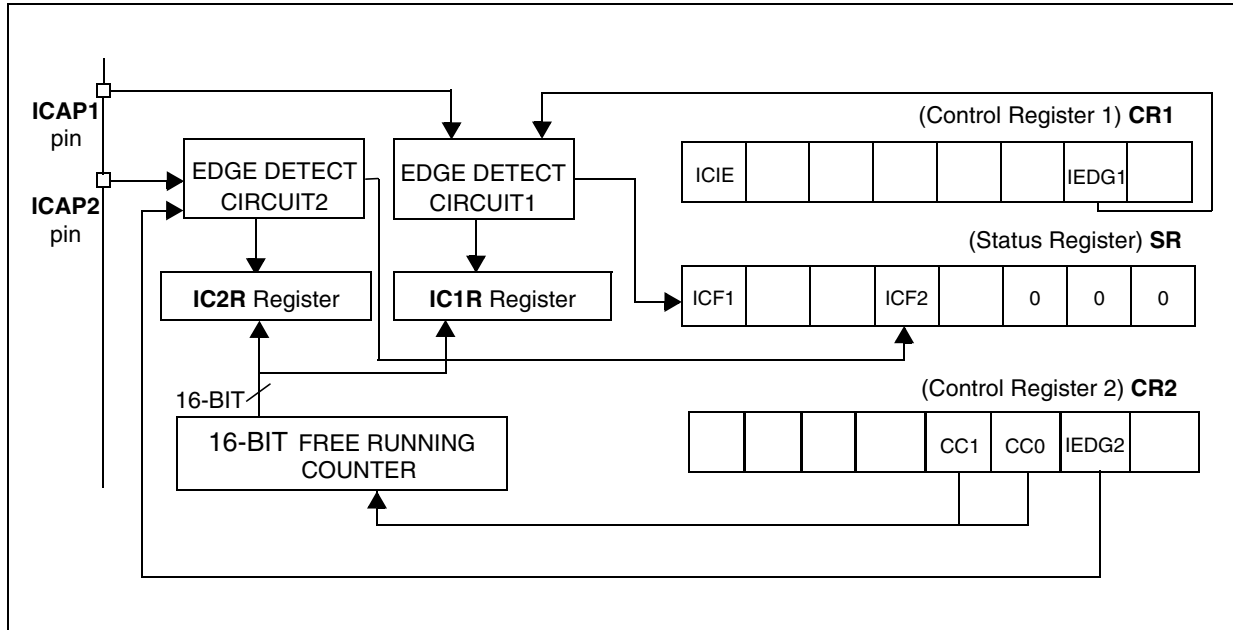 ICAP1
pin
ICAP2
pin
EDGE DETECT
CIRCUIT2
EDGE DETECT
CIRCUIT1
IC2R Register
IC1R Register
16-BIT
16-BIT FREE RUNNING
COUNTER
(Control Register 1) CR1
ICIE IEDG1
(Status Register) SR
ICF1 ICF2 0 0 0
(Control Register 2) CR2
CC1 CC0 IEDG2